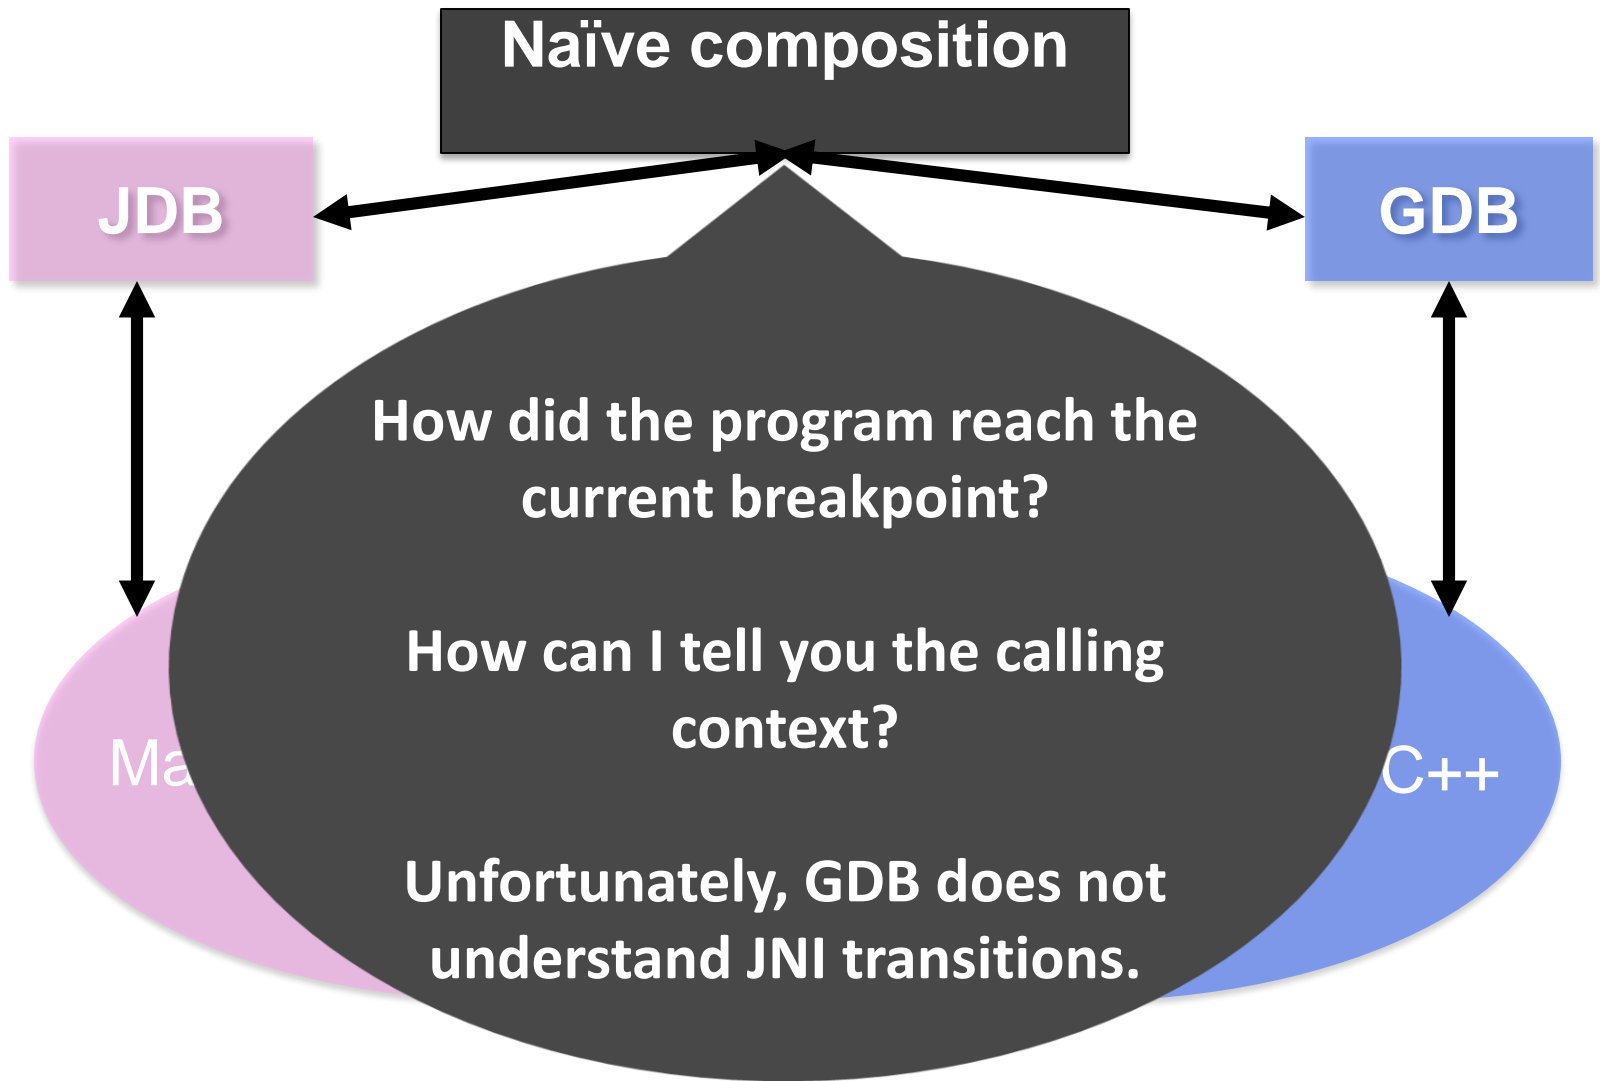 Naïve composition
JDB
GDB
How did the program reach the
current breakpoint?
How can I tell you the calling
context?
C++
Unfortunately, GDB does not
understand JNI transitions.